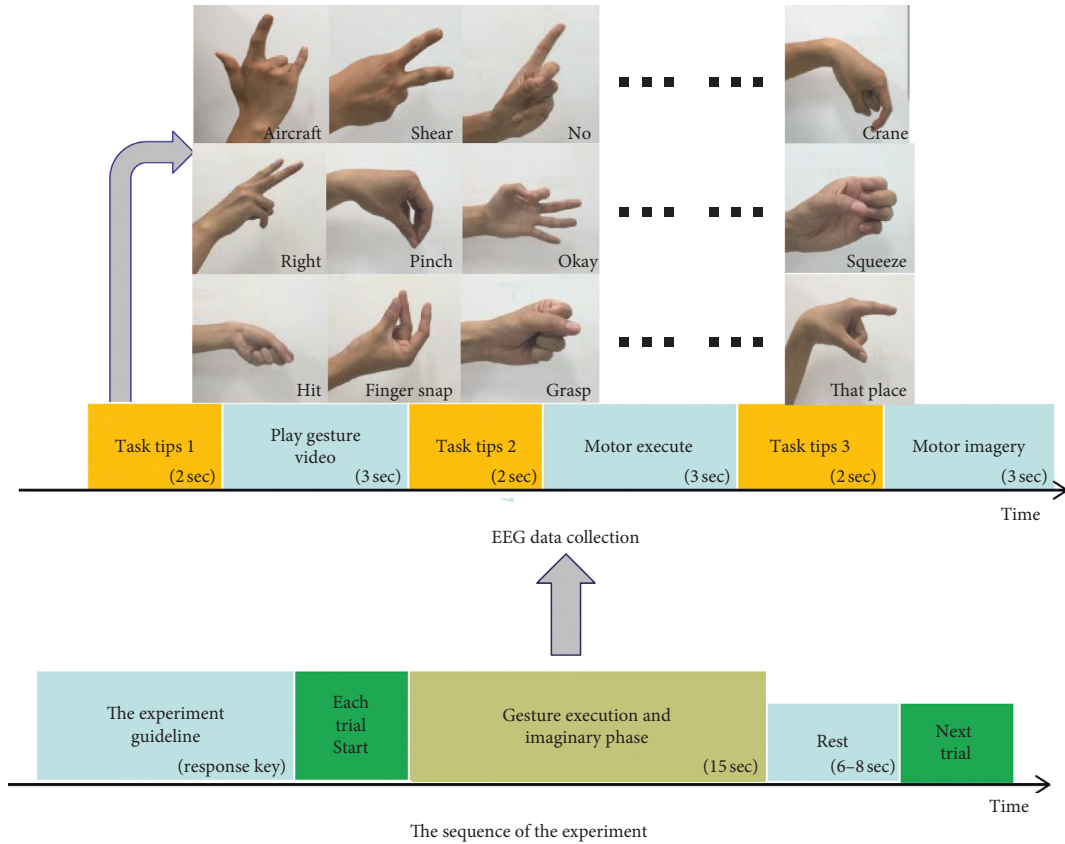 Aircraft
Shear
No
Crane
Right
Pinch
Okay
Squeeze
Hit
Finger snap
Grasp
That place
Task tips 1
(2 sec)
Play gesture
video
(3 sec)
Task tips 2
(2 sec)
Motor execute
(3 sec)
Task tips 3
(2 sec)
Motor imagery
(3 sec)
Time
EEG data collection
The experiment
guideline
(response key)
Each
trial
Start
Gesture execution and
imaginary phase
(15 sec)
Rest
(6–8 sec)
Next
trial
Time
The sequence of the experiment